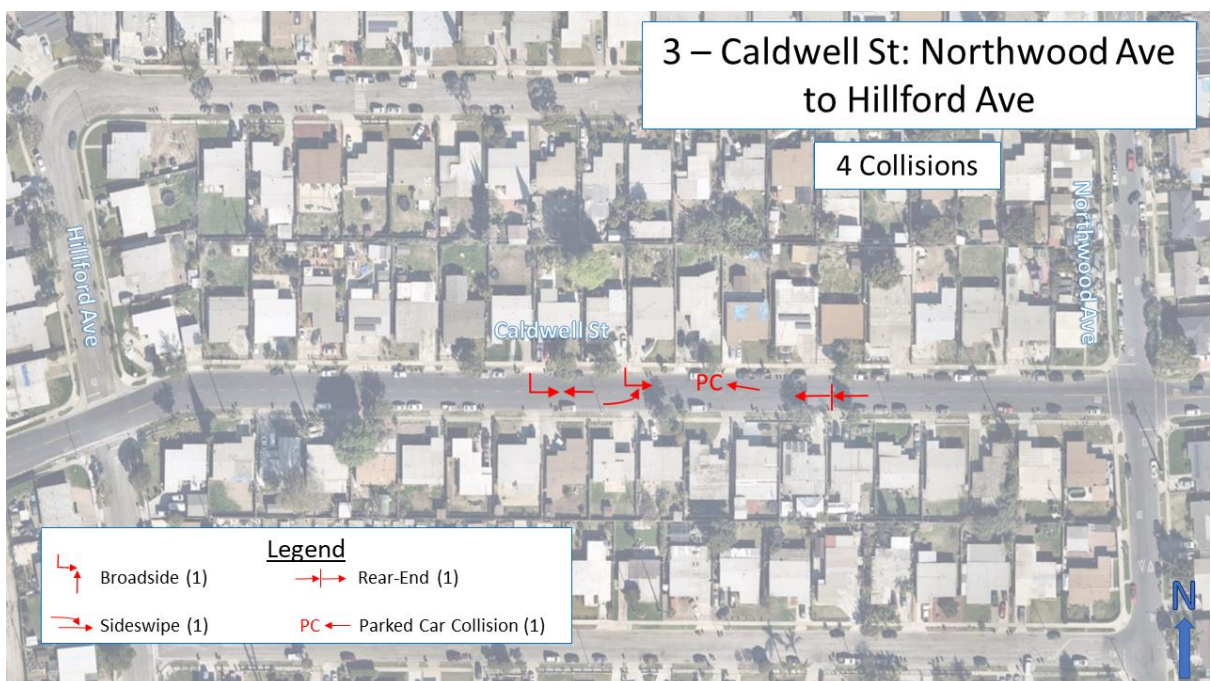 3 – Caldwell St: Northwood Ave
to Hillford Ave
4 Collisions
Hillford Ave
Northwood Ave
Caldwell St
PC
Legend
Broadside (1)
Rear-End (1)
Sideswipe (1)
PC Parked Car Collision (1)
N